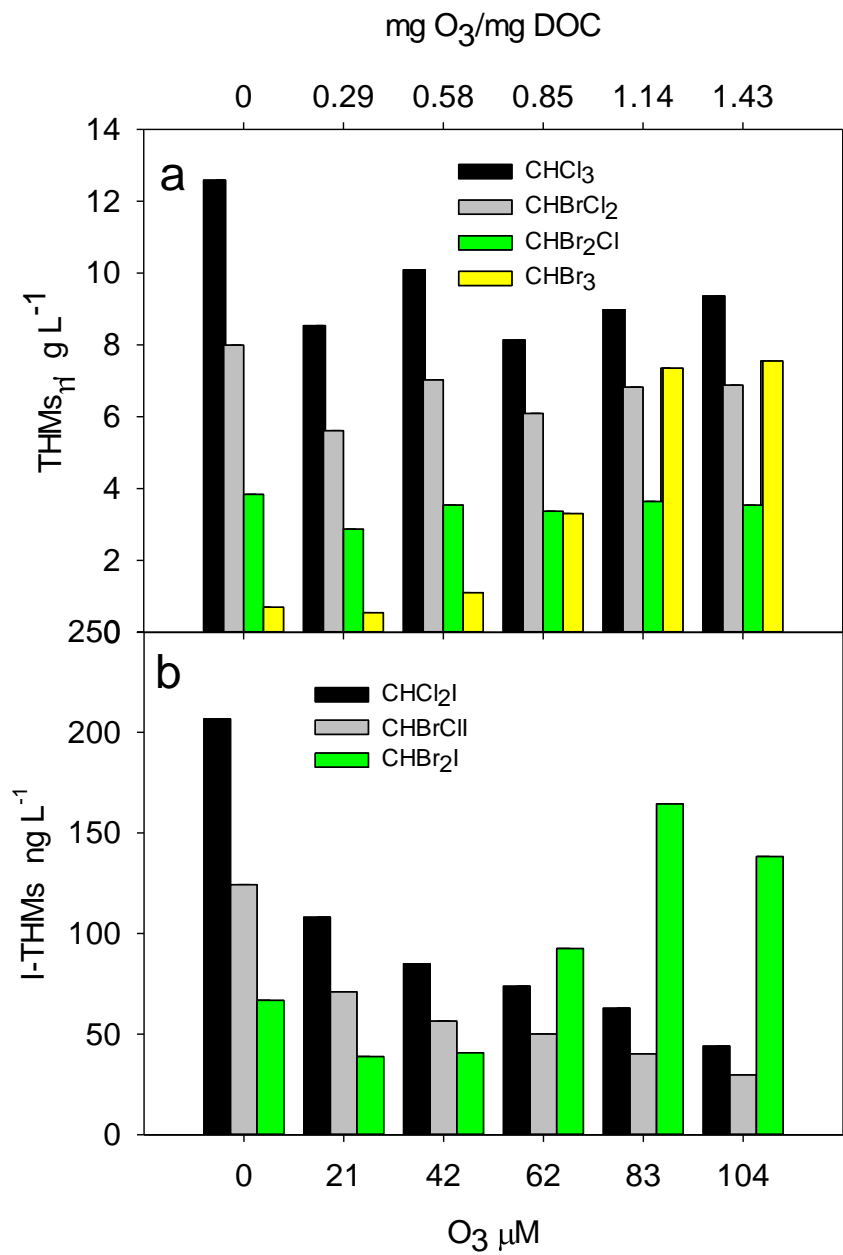 mg O3/mg DOC
0 0.29 0.58 0.85 1.14 1.43
14
12
10
8
6
4
2
0
THMs, g L-1
a
CHCl3
CHBrCl2
CHBr2Cl
CHBr3
250
200
150
100
50
0
I-THMs ng L-1
b
CHCl2I
CHBrClI
CHBr2I
0 21 42 62 83 104
O3 μM